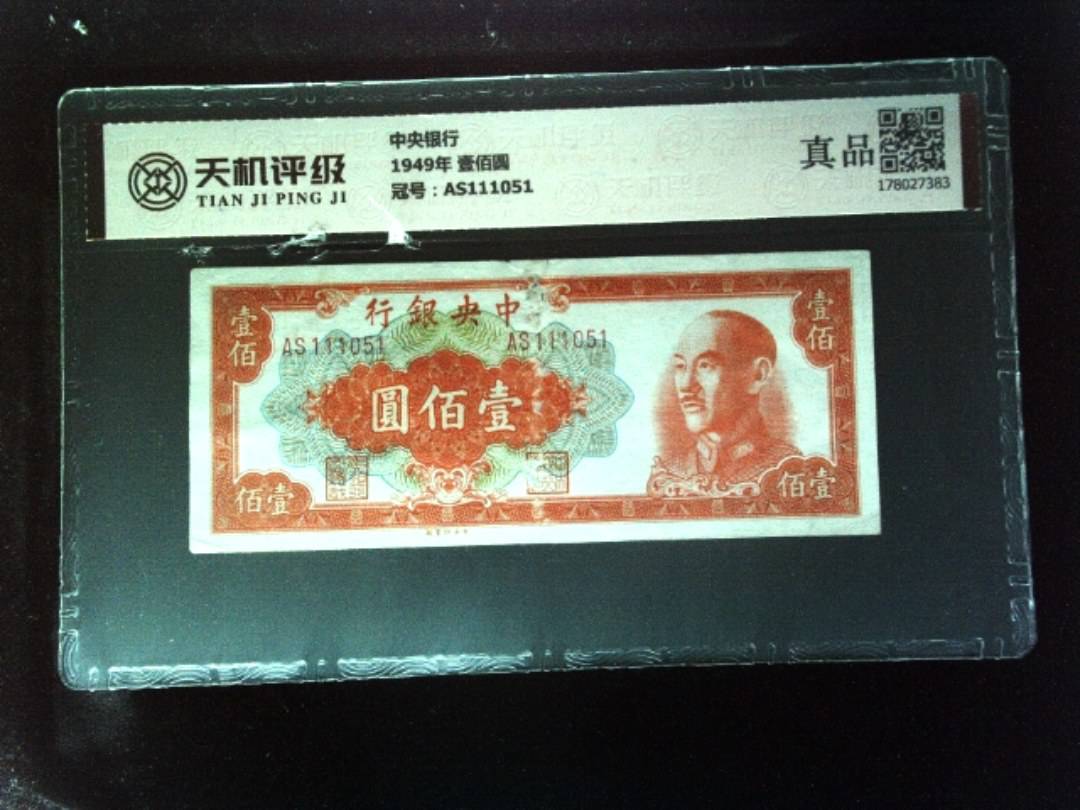 天机评级
TIAN JI PING JI
中央银行
1949年 壹佰圆
冠号：AS111051
真品
178027383
行銀央中
壹佰
壹佰
AS111051
AS111051
圓佰壹
佰壹
佰壹